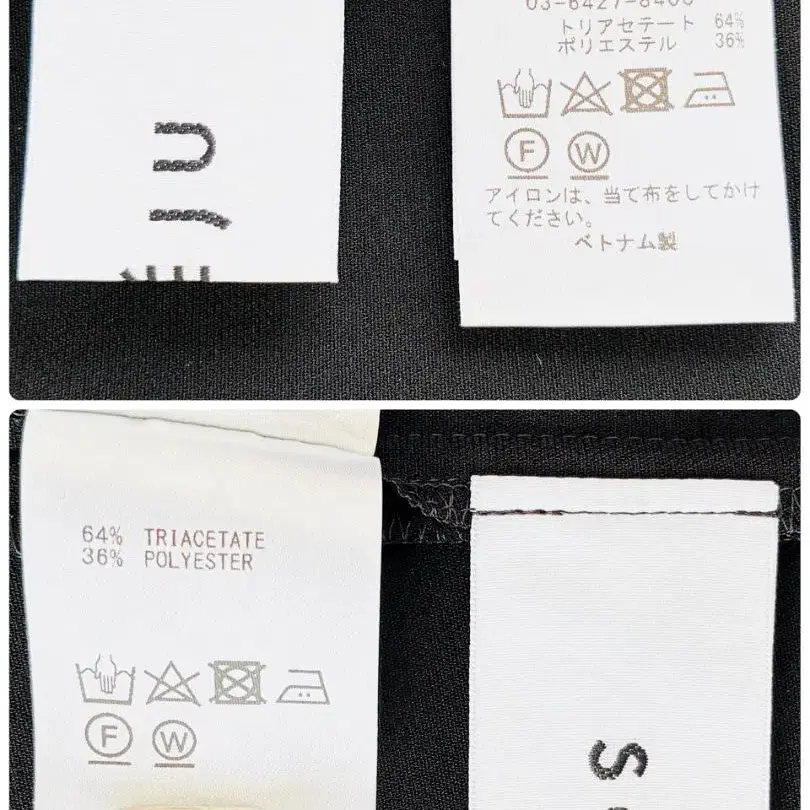 トリアセテート 64%
ポリエステル 36%
F W
アイロンは、当て布をしてかけ
てください。
ベトナム製
64% TRIACETATE
36% POLYESTER
F W
S